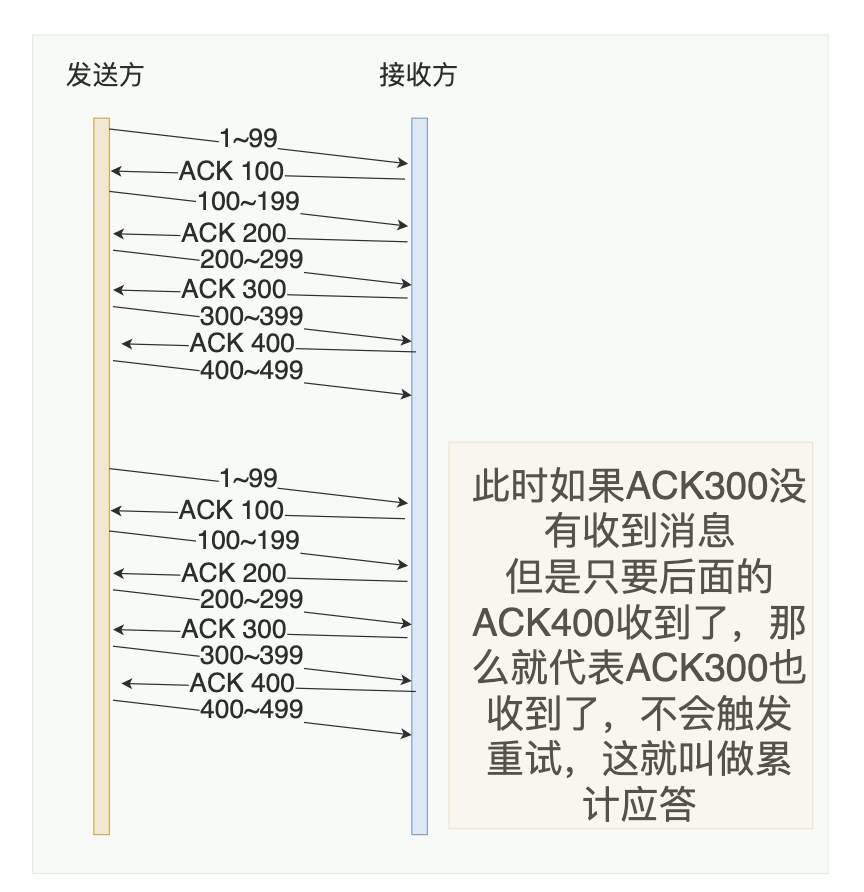 发送方
接收方
1~99
ACK 100
100~199
ACK 200
200~299
ACK 300
300~399
ACK 400
400~499
1~99
ACK 100
100~199
ACK 200
200~299
ACK 300
300~399
ACK 400
400~499
此时如果ACK300没
有收到消息
但是只要后面的
ACK400收到了，那
么就代表ACK300也
收到了，不会触发
重试，这就叫做累
计应答